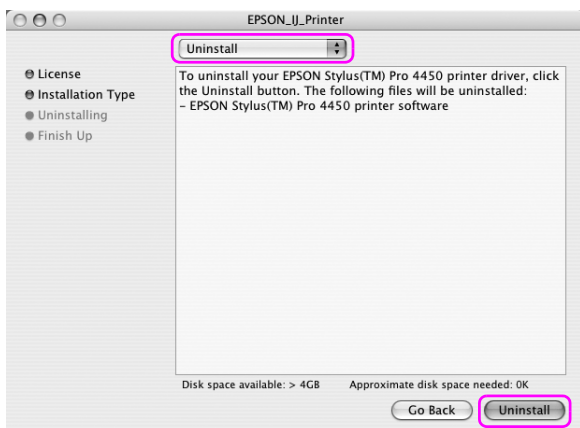 EPSON_IJ_Printer
Uninstall
License
Installation Type
Uninstalling
Finish Up
To uninstall your EPSON Stylus(TM) Pro 4450 printer driver, click
the Uninstall button. The following files will be uninstalled:
– EPSON Stylus(TM) Pro 4450 printer software
Disk space available: > 4GB Approximate disk space needed: 0K
Go Back Uninstall